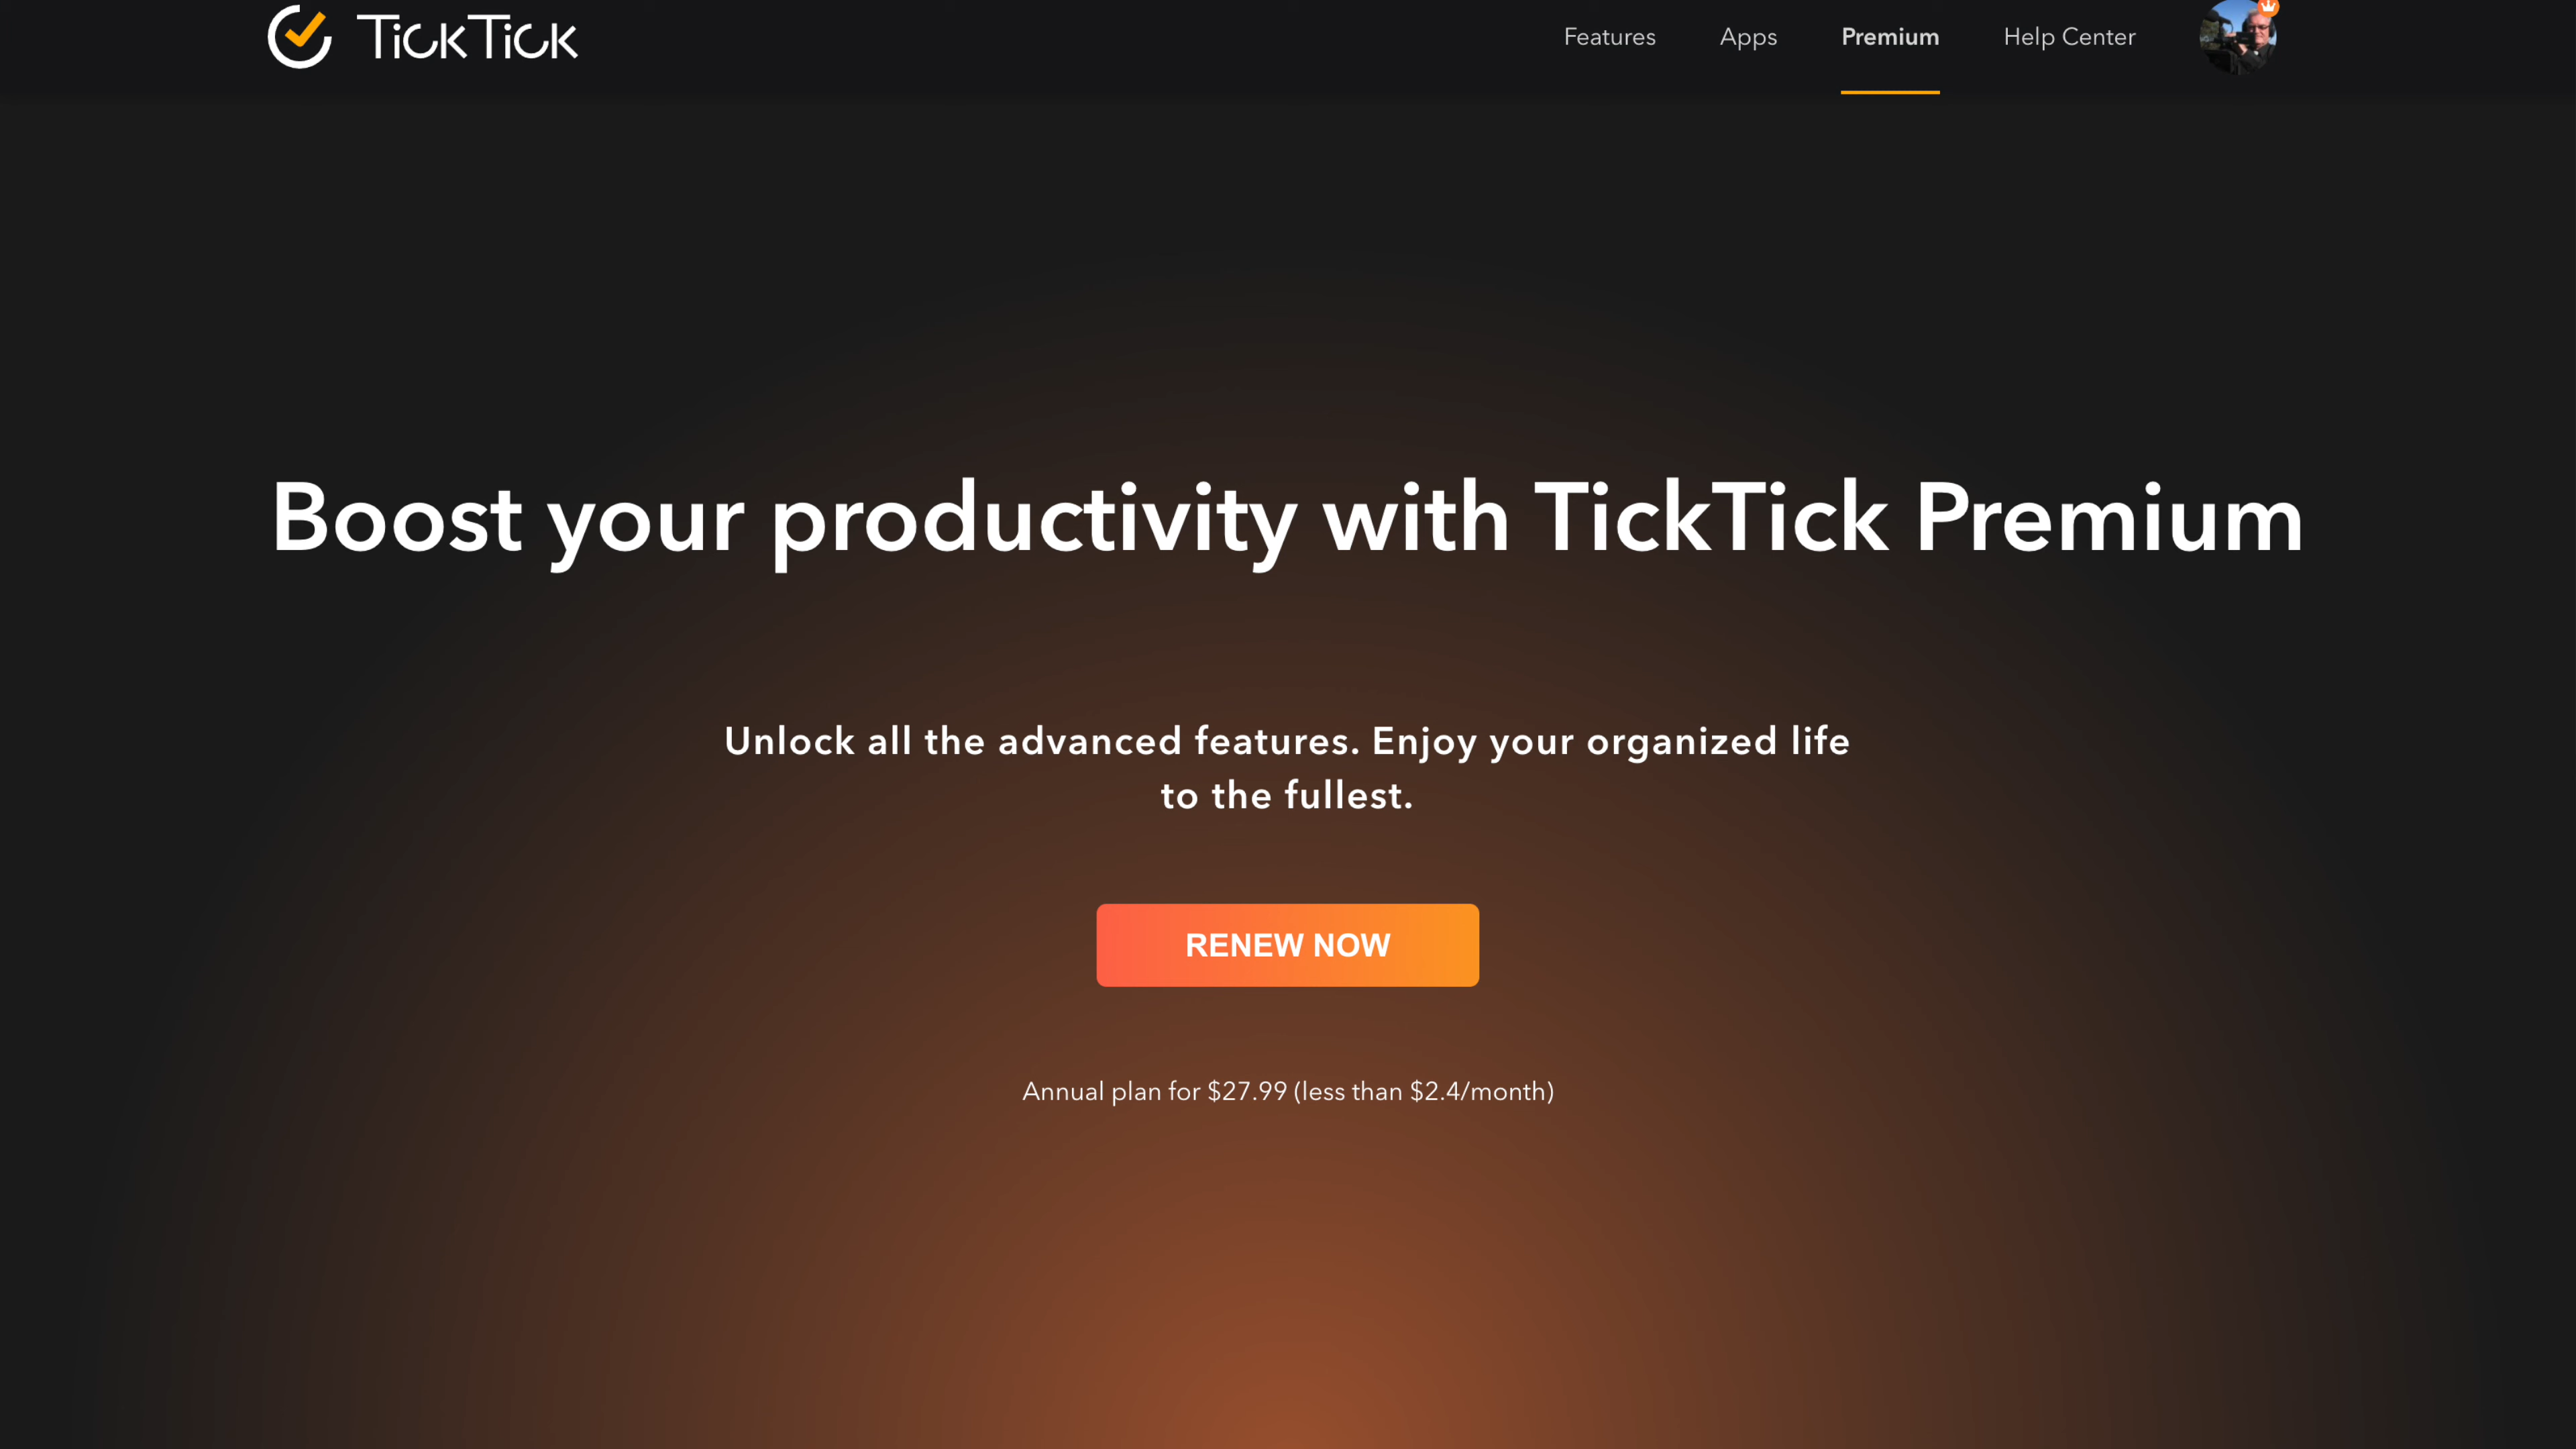 TickTick
Features
Apps
Premium
Help Center
Boost your productivity with TickTick Premium
Unlock all the advanced features. Enjoy your organized life
to the fullest.
RENEW NOW
Annual plan for $27.99 (less than $2.4/month)